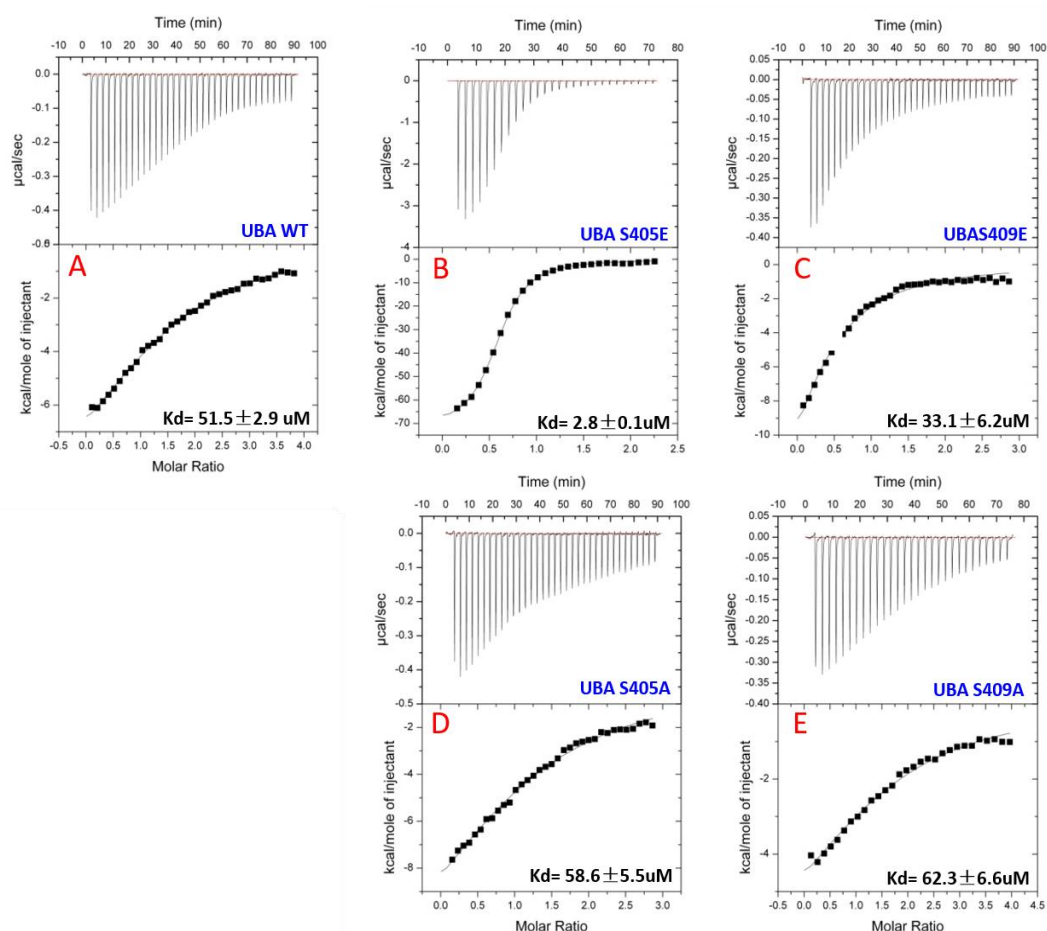 Time (min)
-10 0 10 20 30 40 50 60 70 80 90 100
0.0
-0.1
-0.2
-0.3
-0.4
-0.6
µcal/sec
UBA WT
A
-2
-4
-6
kcal/mole of injectant
Kd= 51.5±2.9 uM
0.0 0.5 1.0 1.5 2.0 2.5 3.0 3.5 4.0
Molar Ratio
Time (min)
-10 0 10 20 30 40 50 60 70 80
0
-1
-2
-3
-4
µcal/sec
UBA S405E
B
0
-10
-20
-30
-40
-50
-60
-70
kcal/mole of injectant
Kd= 2.8±0.1uM
0.0 0.5 1.0 1.5 2.0 2.5
Time (min)
-10 0 10 20 30 40 50 60 70 80 90 100
0.05
0.00
-0.05
-0.10
-0.15
-0.20
-0.25
-0.30
-0.35
-0.40
µcal/sec
UBAS409E
C
0
-2
-4
-6
-8
-10
kcal/mole of injectant
Kd= 33.1±6.2uM
0.0 0.5 1.0 1.5 2.0 2.5 3.0
Time (min)
-10 0 10 20 30 40 50 60 70 80 90 100
0.0
-0.1
-0.2
-0.3
-0.4
-0.5
µcal/sec
UBA S405A
D
-2
-4
-6
-8
kcal/mole of injectant
Kd= 58.6±5.5uM
0.0 0.5 1.0 1.5 2.0 2.5 3.0
Molar Ratio
Time (min)
-10 0 10 20 30 40 50 60 70 80 90
0.05
0.00
-0.05
-0.10
-0.15
-0.20
-0.25
-0.30
-0.35
-0.40
µcal/sec
UBA S409A
E
-2
-4
kcal/mole of injectant
Kd= 62.3±6.6uM
0.0 0.5 1.0 1.5 2.0 2.5 3.0 3.5 4.0 4.5
Molar Ratio